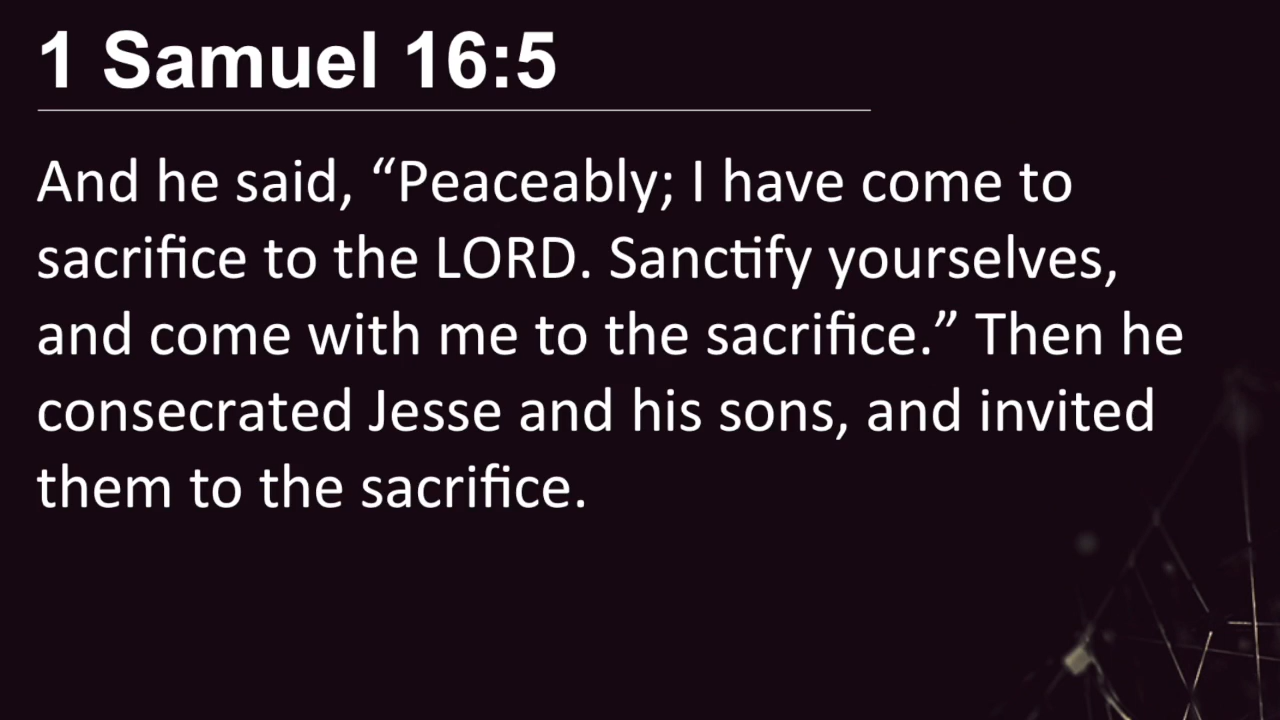 1 Samuel 16:5
And he said, “Peaceably; I have come to
sacrifice to the LORD. Sanctify yourselves,
and come with me to the sacrifice.” Then he
consecrated Jesse and his sons, and invited
them to the sacrifice.